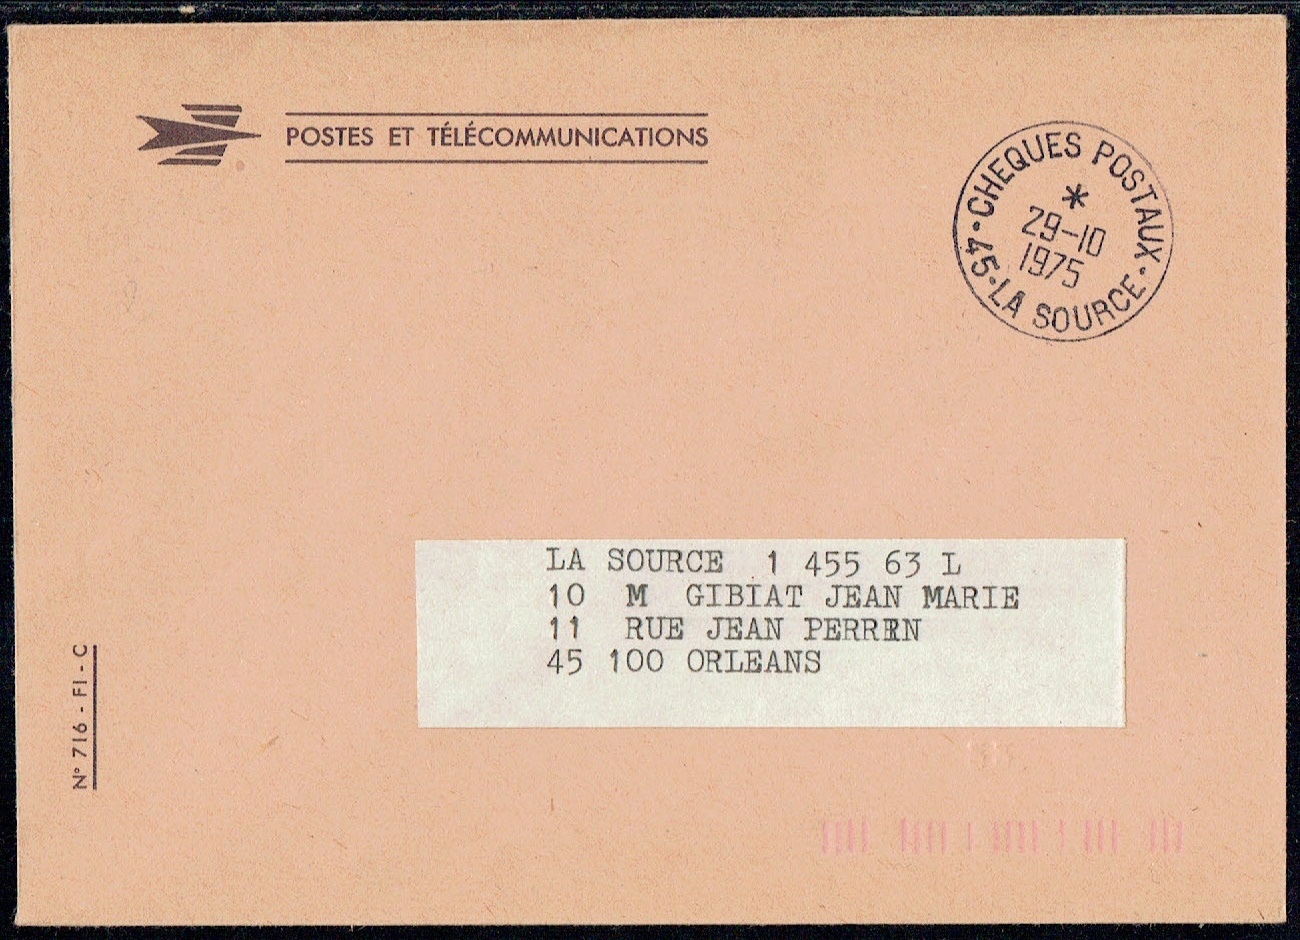 POSTES ET TÉLÉCOMMUNICATIONS
CHEQUES POSTAUX
*
29-10
1975
45 • LA SOURCE •
LA SOURCE 1 455 63 L
10 M GIBIAT JEAN MARIE
11 RUE JEAN PERRIN
45 100 ORLEANS
N° 716 - FI - C